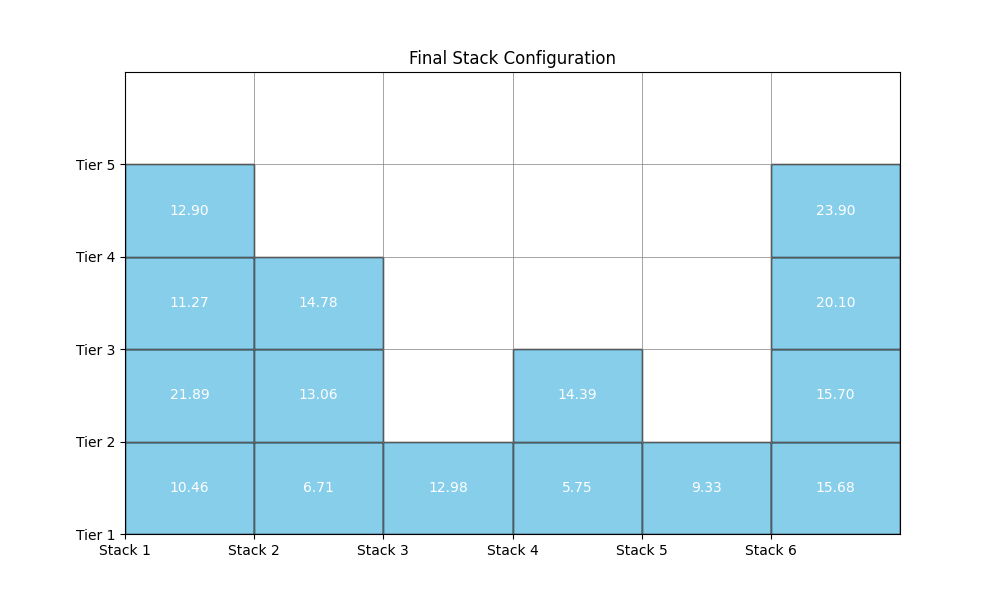 Final Stack Configuration
Tier 5
12.90 23.90
Tier 4
11.27 14.78 20.10
Tier 3
21.89 13.06 14.39 15.70
Tier 2
10.46 6.71 12.98 5.75 9.33 15.68
Tier 1
Stack 1 Stack 2 Stack 3 Stack 4 Stack 5 Stack 6